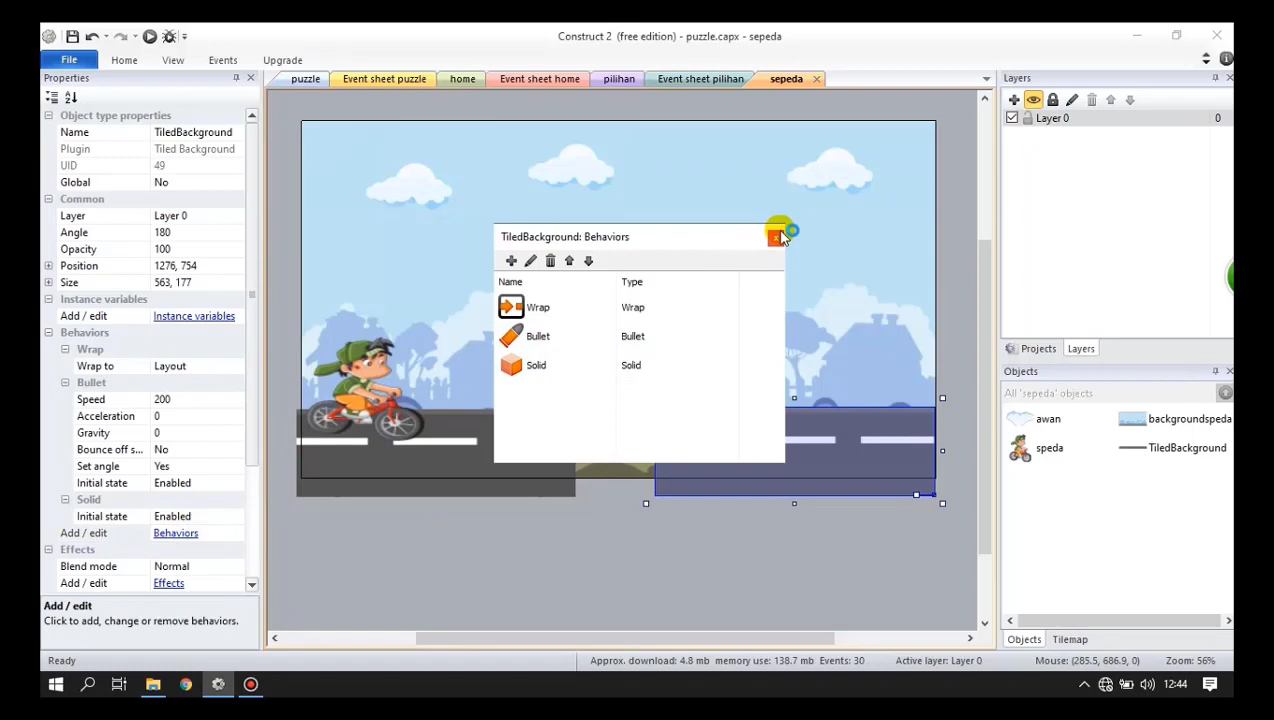 Construct 2 (free edition) - puzzle.capx - sepeda
File
Home
View
Events
Upgrade
Properties
puzzle
Event sheet puzzle
home
Event sheet home
pilihan
Event sheet pilihan
sepeda
Layers
Object type properties
Name TiledBackground
Plugin Tiled Background
UID 49
Global No
Common
Layer Layer 0
Angle 180
Opacity 100
Position 1276, 754
Size 563, 177
Instance variables
Add / edit Instance variables
Behaviors
Wrap
Wrap to Layout
Bullet
Speed 200
Acceleration 0
Gravity 0
Bounce off s... No
Set angle Yes
Initial state Enabled
Solid
Initial state Enabled
Add / edit Behaviors
Effects
Blend mode Normal
Add / edit Effects
Add / edit
Click to add, change or remove behaviors.
TiledBackground: Behaviors
x
Name Type
Wrap Wrap
Bullet Bullet
Solid Solid
Layer 0 0
Projects
Layers
Objects
All 'sepeda' objects
awan
backgroundspeda
speda
TiledBackground
Objects
Tilemap
Ready
Approx. download: 4.8 mb memory use: 138.7 mb Events: 30
Active layer: Layer 0
Mouse: (285.5, 686.9, 0)
Zoom: 56%
12:44